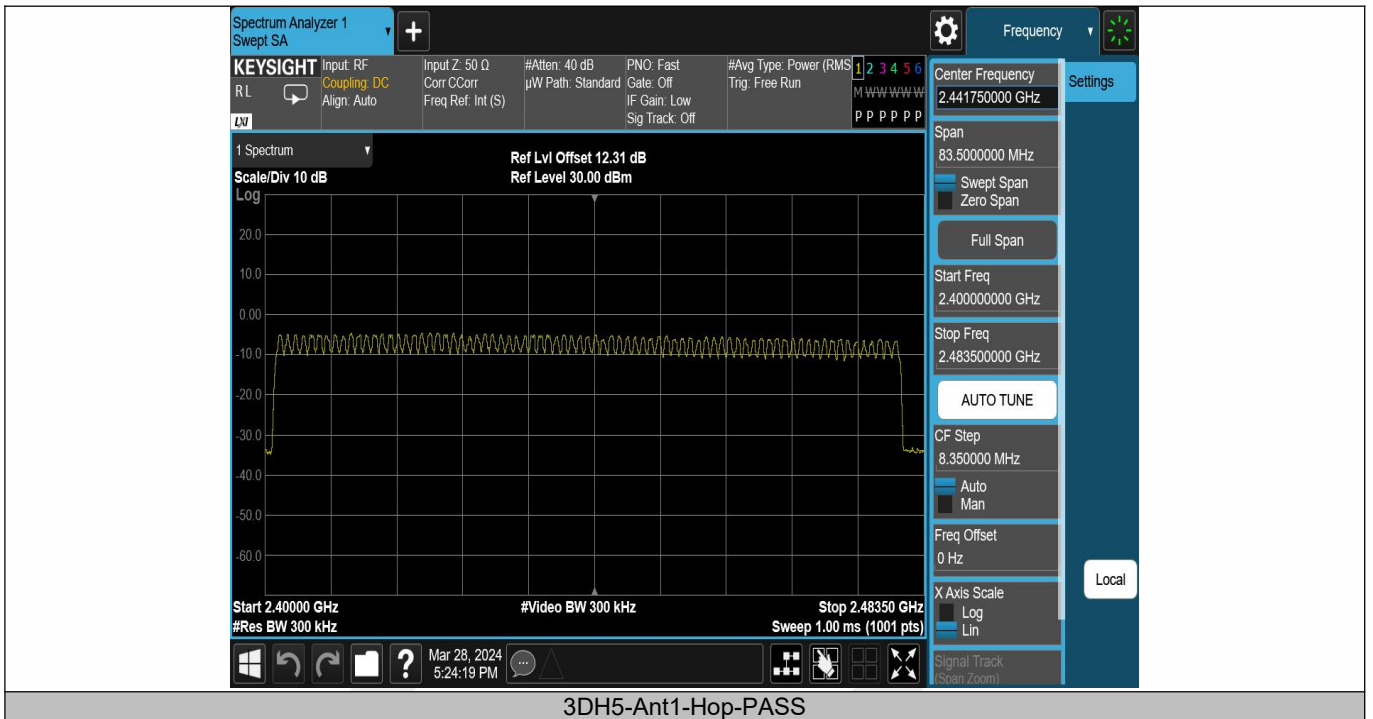 Spectrum Analyzer 1
Swept SA
+
Frequency
KEYSIGHT
RL
LXI
Input: RF
Coupling: DC
Align: Auto
Input Z: 50 Ω
Corr CCorr
Freq Ref: Int (S)
#Atten: 40 dB
µW Path: Standard
PNO: Fast
Gate: Off
IF Gain: Low
Sig Track: Off
#Avg Type: Power (RMS
Trig: Free Run
1 2 3 4 5 6
M W W W W W
P P P P P P
1 Spectrum
Scale/Div 10 dB
Log
Ref Lvl Offset 12.31 dB
Ref Level 30.00 dBm
20.0
10.0
0.00
-10.0
-20.0
-30.0
-40.0
-50.0
-60.0
Start 2.40000 GHz
#Res BW 300 kHz
#Video BW 300 kHz
Stop 2.48350 GHz
Sweep 1.00 ms (1001 pts)
Center Frequency
2.441750000 GHz
Settings
Span
83.5000000 MHz
Swept Span
Zero Span
Full Span
Start Freq
2.400000000 GHz
Stop Freq
2.483500000 GHz
AUTO TUNE
CF Step
8.350000 MHz
Auto
Man
Freq Offset
0 Hz
X Axis Scale
Log
Lin
Signal Track
(Span Zoom)
Local
?
Mar 28, 2024
5:24:19 PM
3DH5-Ant1-Hop-PASS